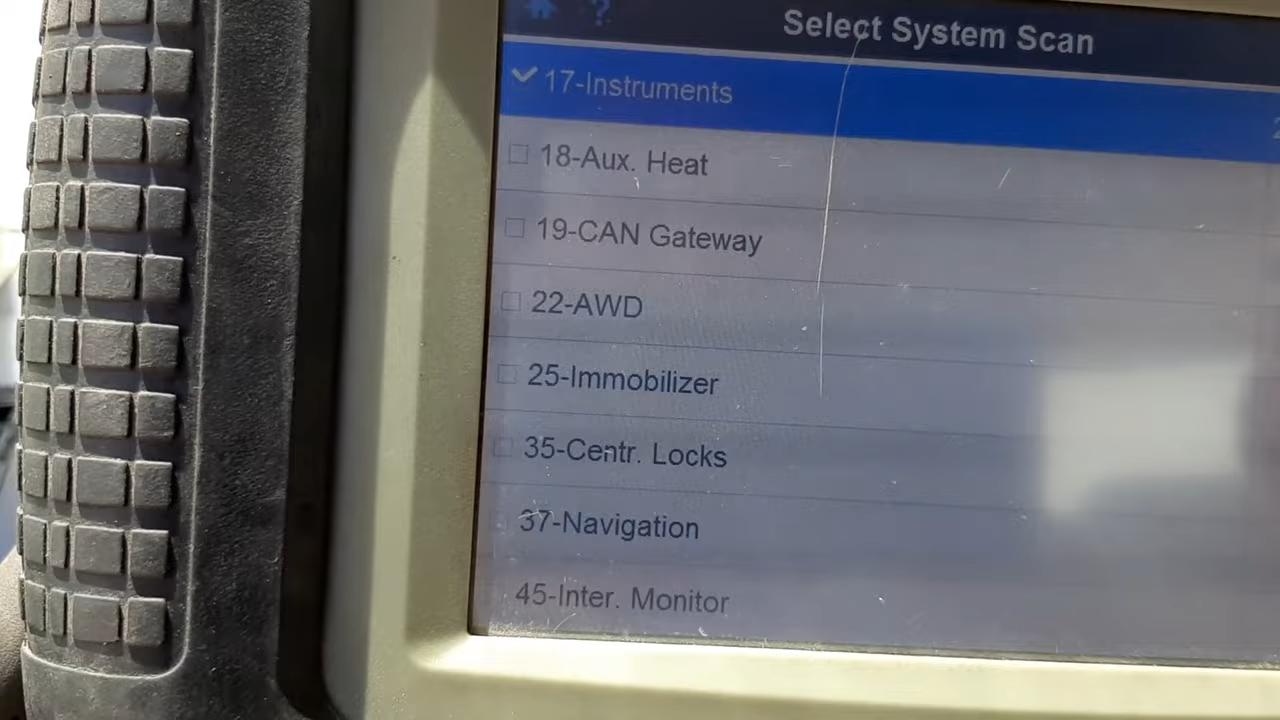 Select System Scan
17-Instruments
18-Aux. Heat
19-CAN Gateway
22-AWD
25-Immobilizer
35-Centr. Locks
37-Navigation
45-Inter. Monitor